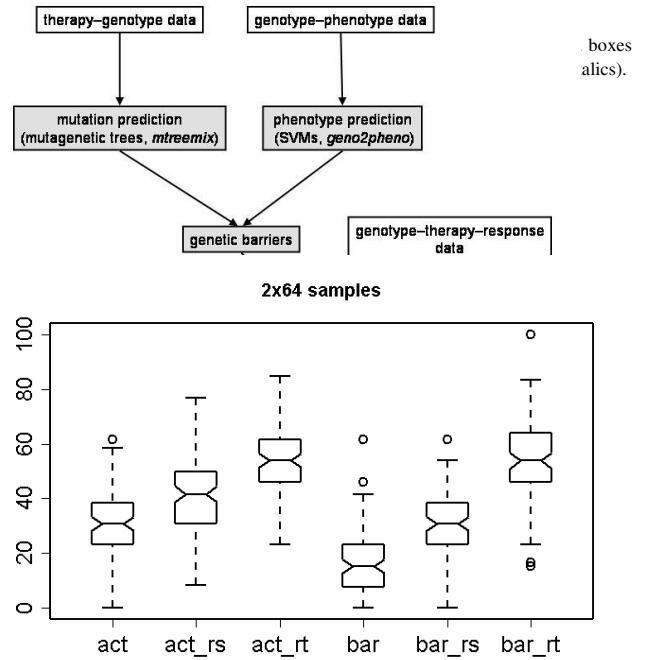 therapy–genotype data
genotype–phenotype data
boxes
alics).
mutation prediction
(mutagenetic trees, mtreemix)
phenotype prediction
(SVMs, geno2pheno)
genetic barriers
genotype–therapy–response
data
2x64 samples
100
80
60
40
20
0
act
act_rs
act_rt
bar
bar_rs
bar_rt